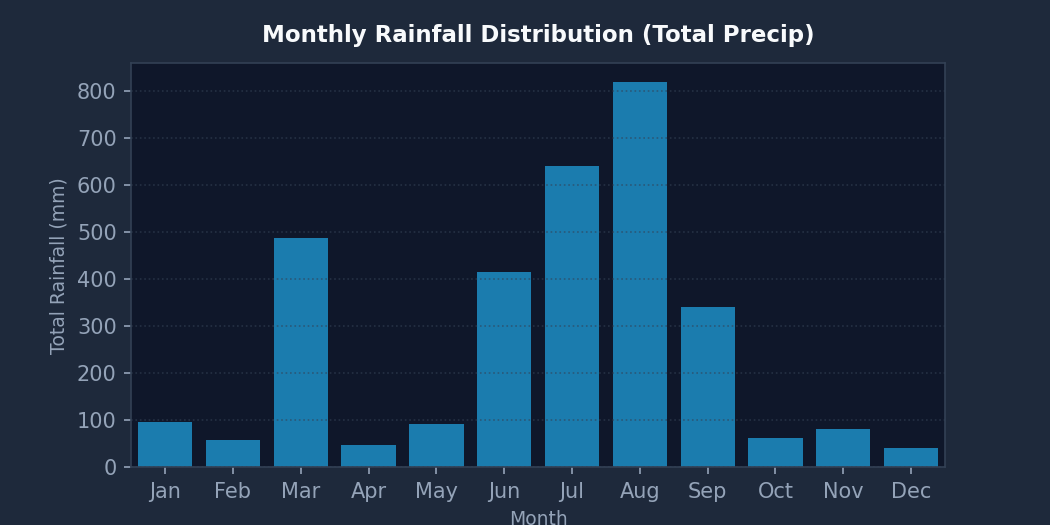 Monthly Rainfall Distribution (Total Precip)
Total Rainfall (mm)
800
700
600
500
400
300
200
100
0
Jan Feb Mar Apr May Jun Jul Aug Sep Oct Nov Dec
Month